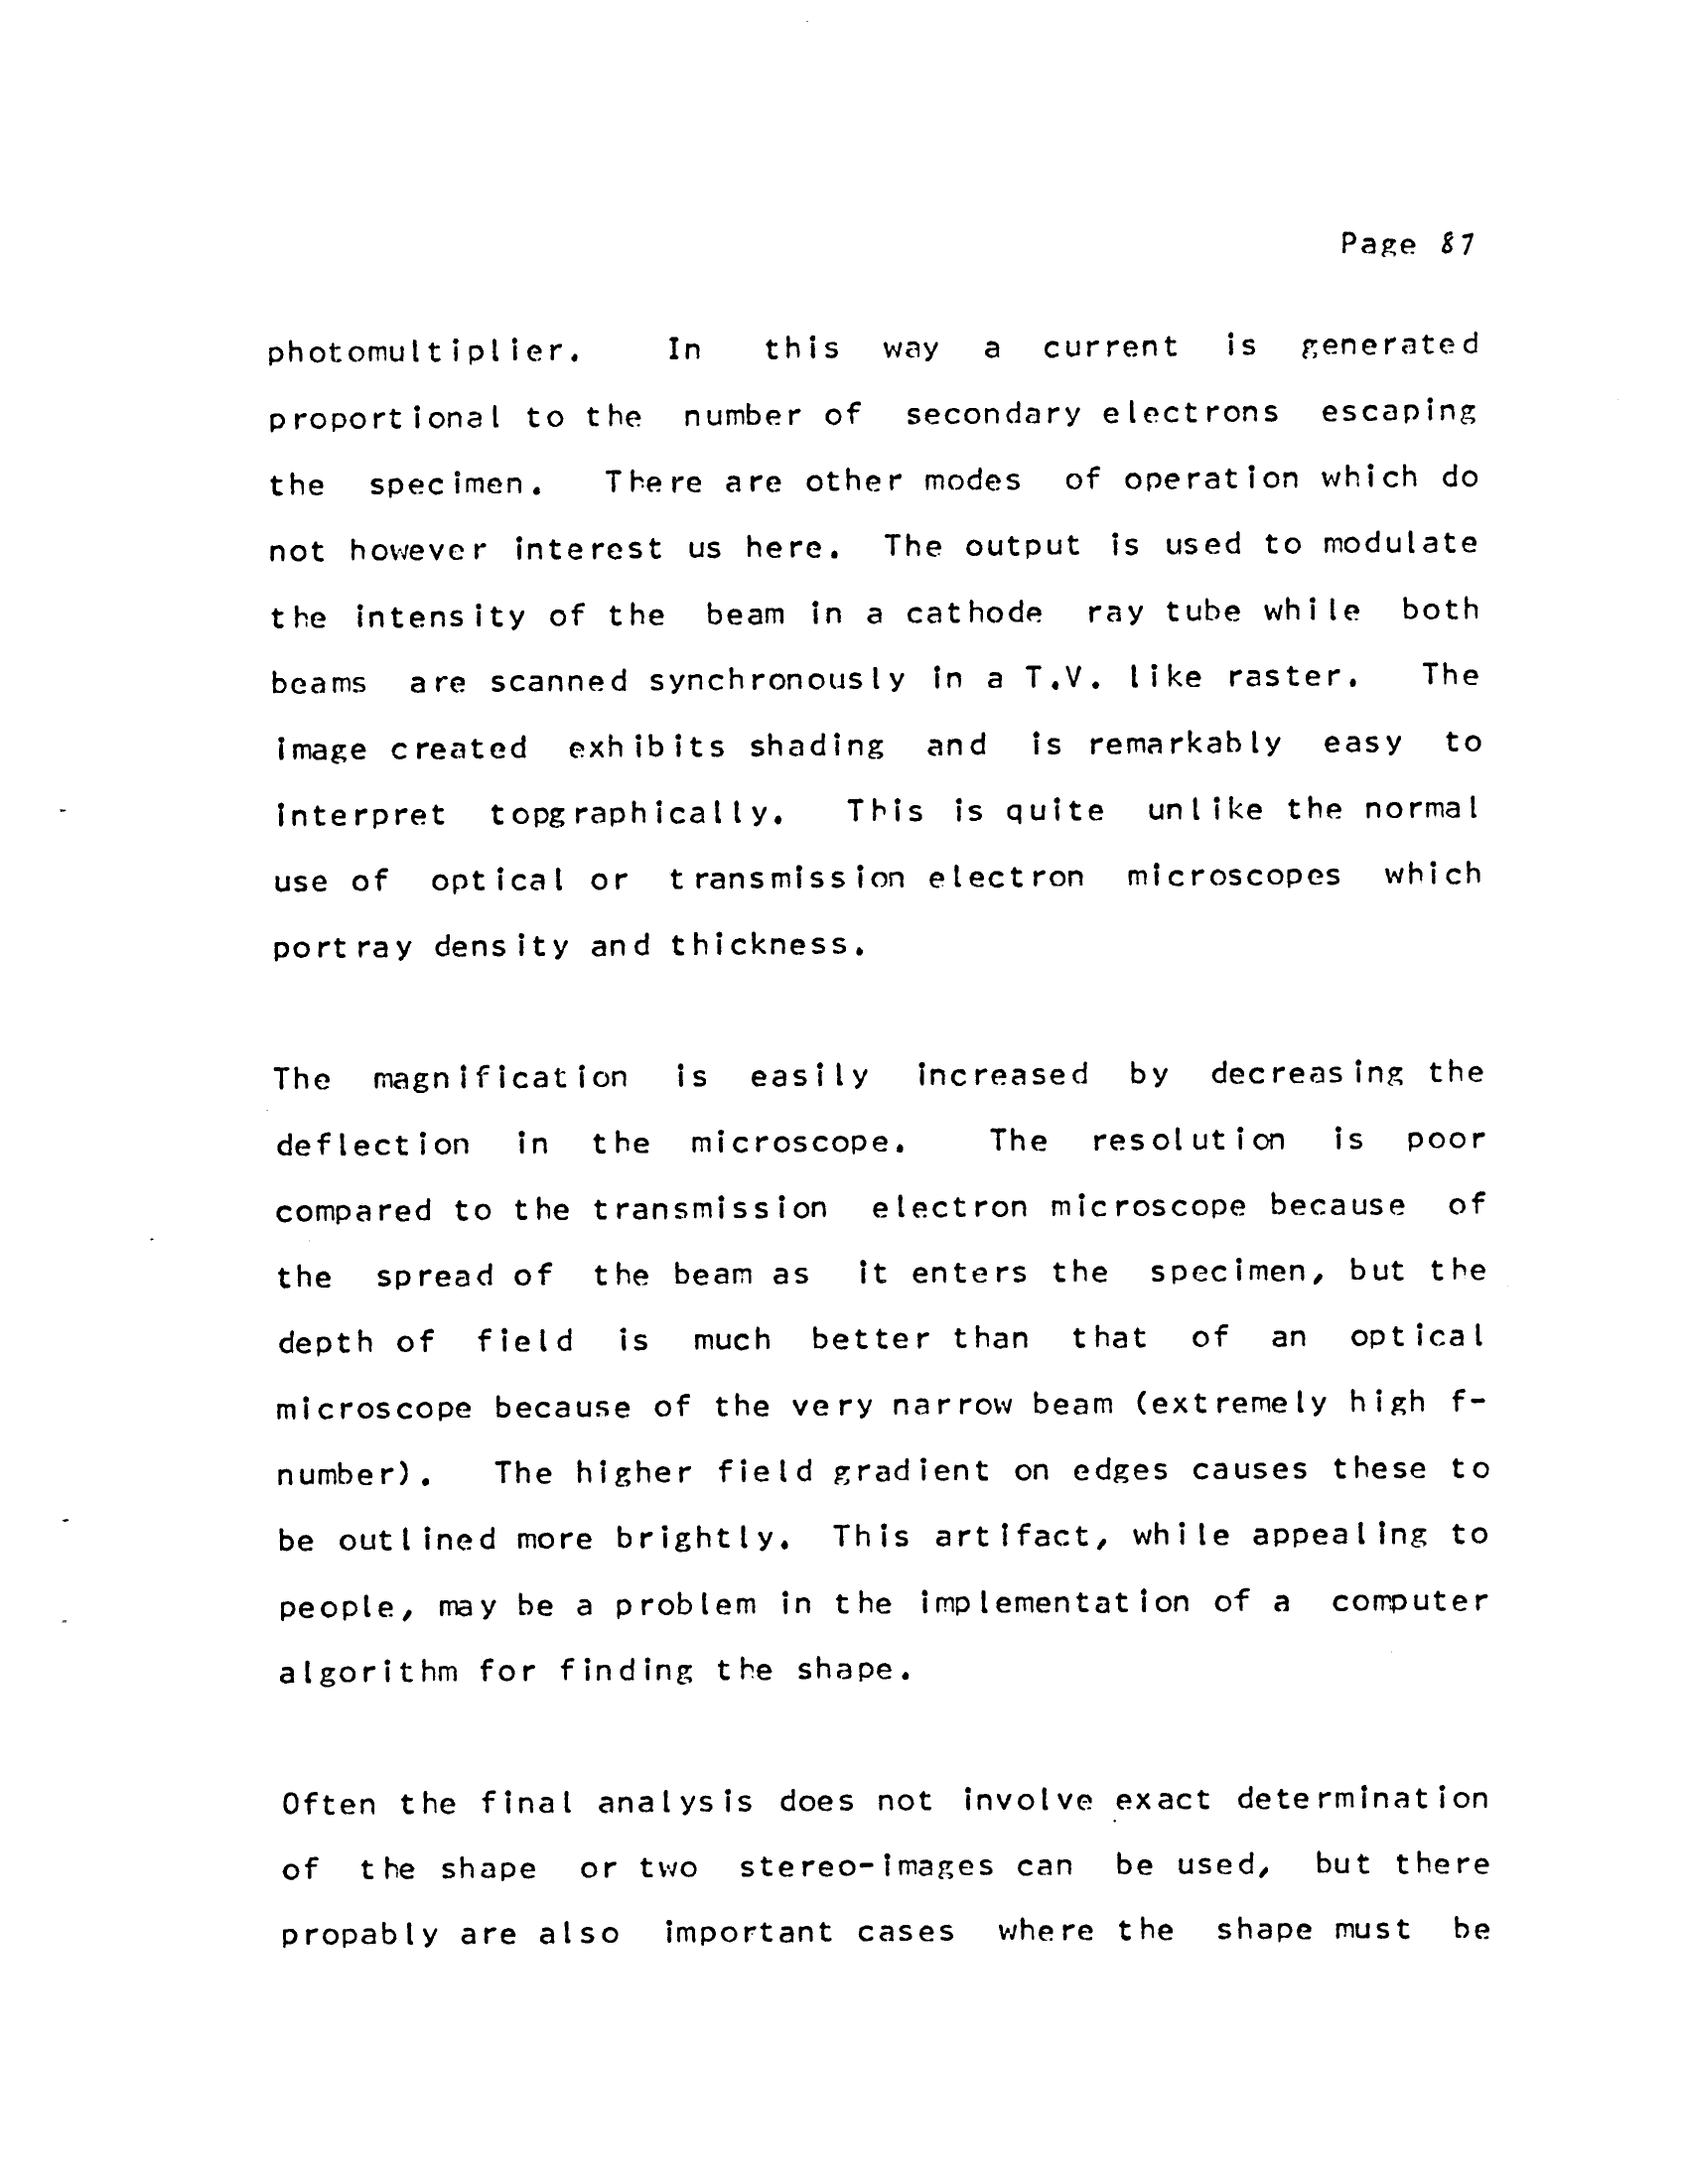 Page 87
photomultiplier. In this way a current is generated
proportional to the number of secondary electrons escaping
the specimen. There are other modes of operation which do
not however interest us here. The output is used to modulate
the intensity of the beam in a cathode ray tube while both
beams are scanned synchronously in a T.V. like raster. The
image created exhibits shading and is remarkably easy to
interpret topgraphically. This is quite unlike the normal
use of optical or transmission electron microscopes which
portray density and thickness.
The magnification is easily increased by decreasing the
deflection in the microscope. The resolution is poor
compared to the transmission electron microscope because of
the spread of the beam as it enters the specimen, but the
depth of field is much better than that of an optical
microscope because of the very narrow beam (extremely high f-
number). The higher field gradient on edges causes these to
be outlined more brightly. This artifact, while appealing to
people, may be a problem in the implementation of a computer
algorithm for finding the shape.
Often the final analysis does not involve exact determination
of the shape or two stereo-images can be used, but there
propably are also important cases where the shape must be